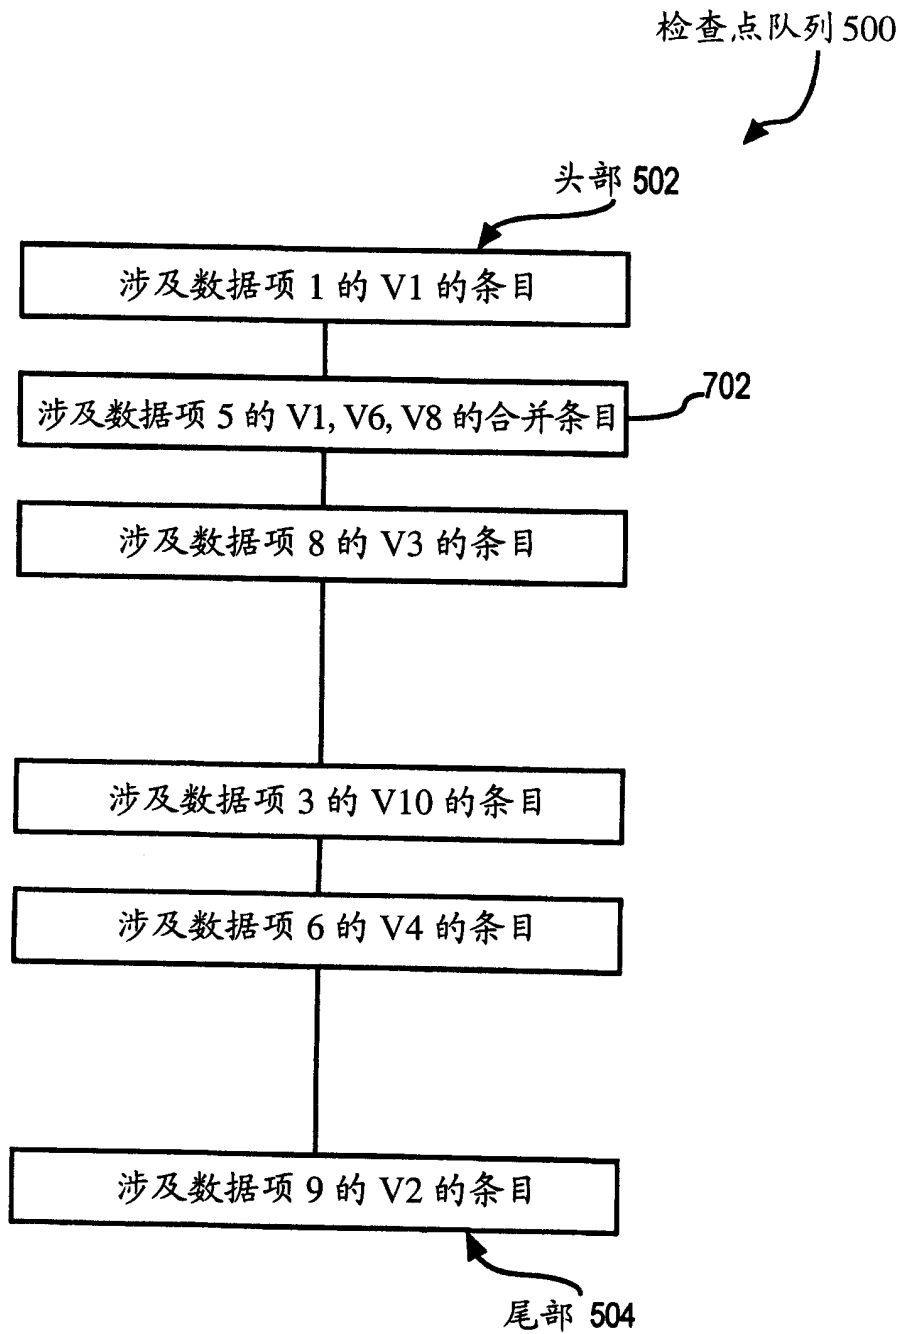 检查点队列 500
头部 502
涉及数据项 1 的 V1 的条目
702
涉及数据项 5 的 V1, V6, V8 的合并条目
涉及数据项 8 的 V3 的条目
涉及数据项 3 的 V10 的条目
涉及数据项 6 的 V4 的条目
涉及数据项 9 的 V2 的条目
尾部 504